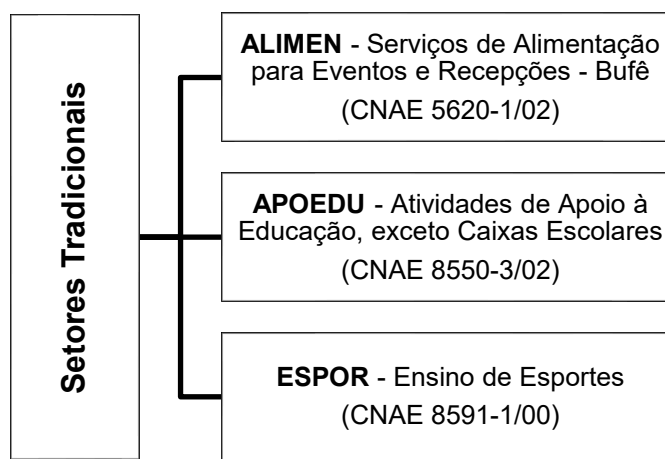 Setores Tradicionais
ALIMEN - Serviços de Alimentação
para Eventos e Recepções - Bufê
(CNAE 5620-1/02)
APOEDU - Atividades de Apoio à
Educação, exceto Caixas Escolares
(CNAE 8550-3/02)
ESPOR - Ensino de Esportes
(CNAE 8591-1/00)